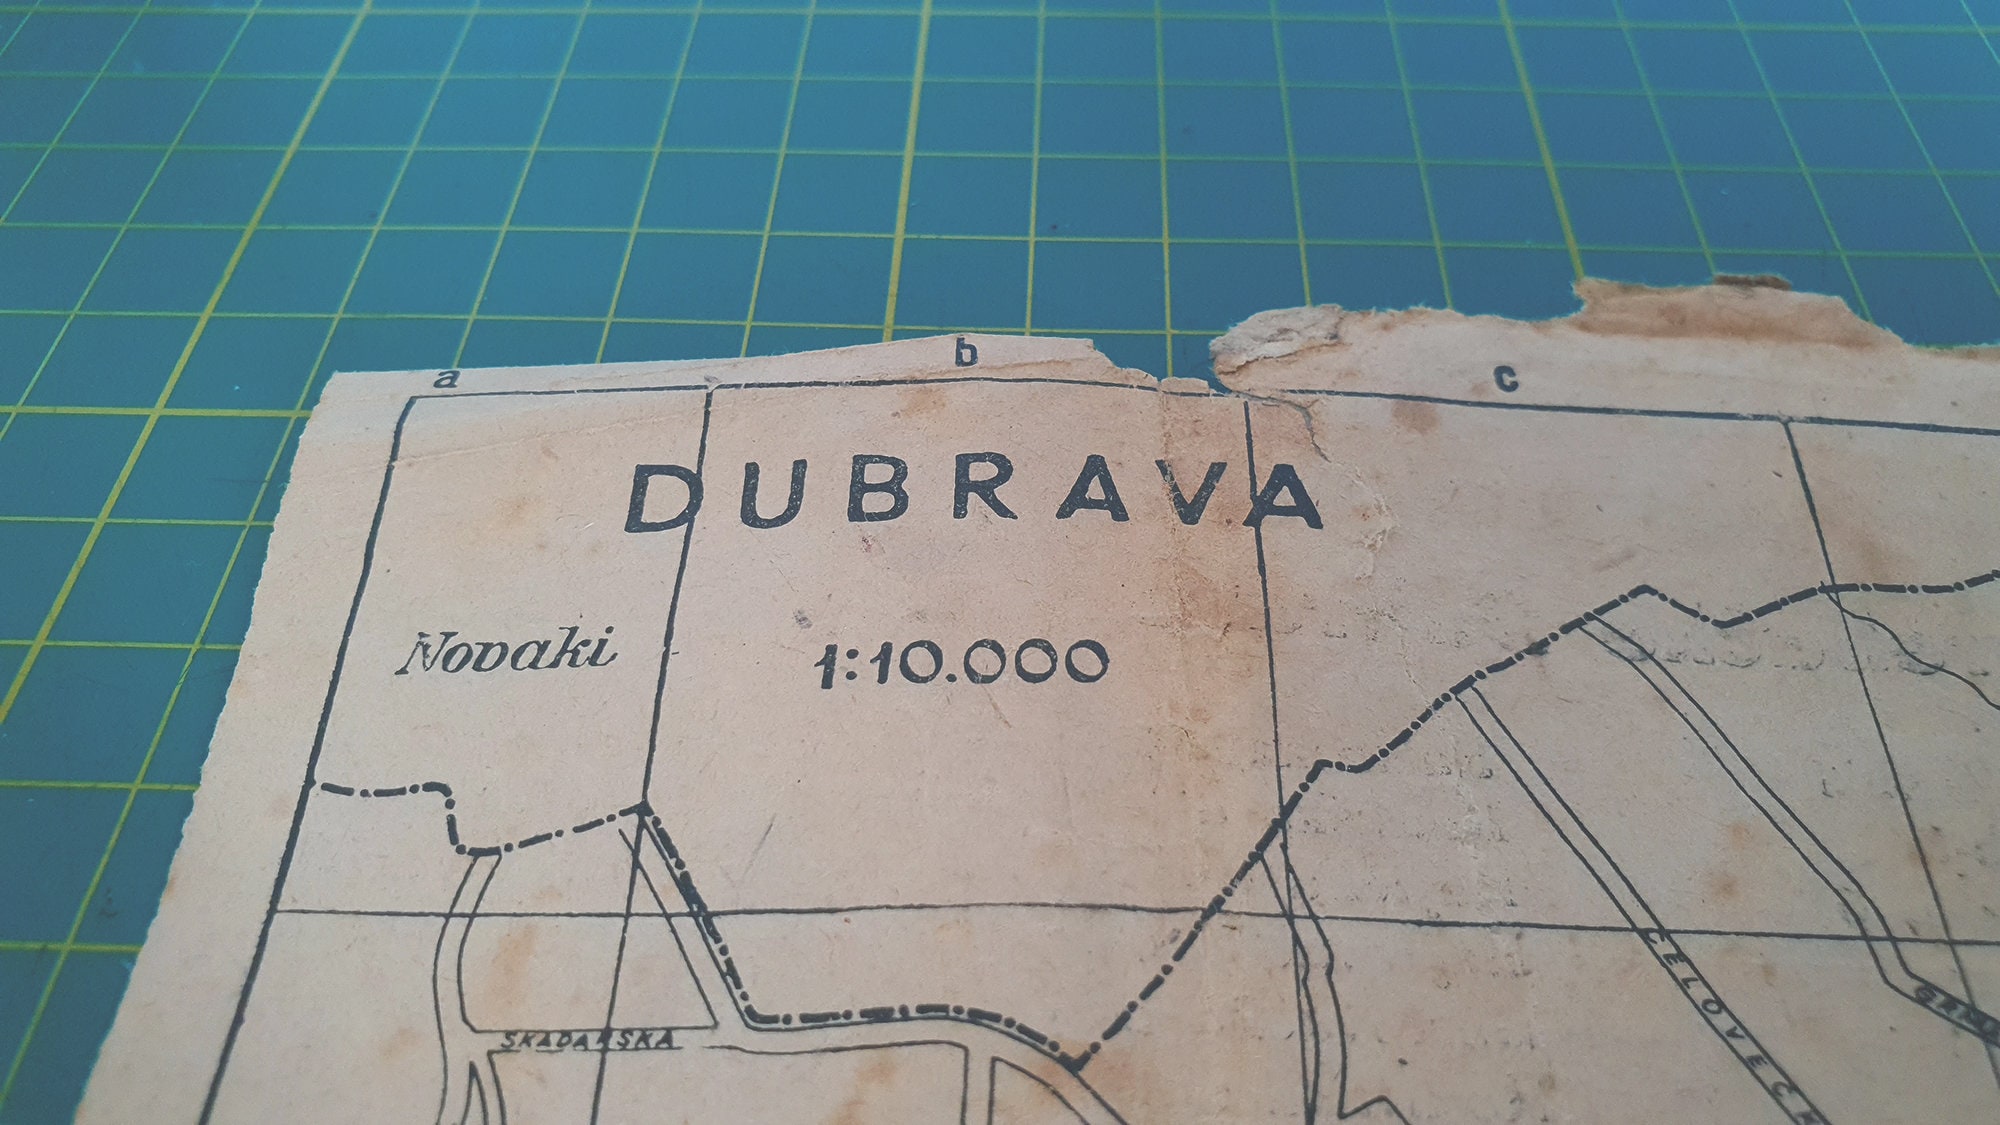 a b c
DUBRAVA
Novaki
1:10.000
SKADARSKA